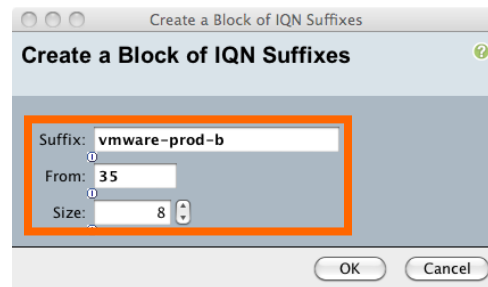 Create a Block of IQN Suffixes
Create a Block of IQN Suffixes
Suffix: vmware-prod-b
From: 35
Size: 8
OK Cancel